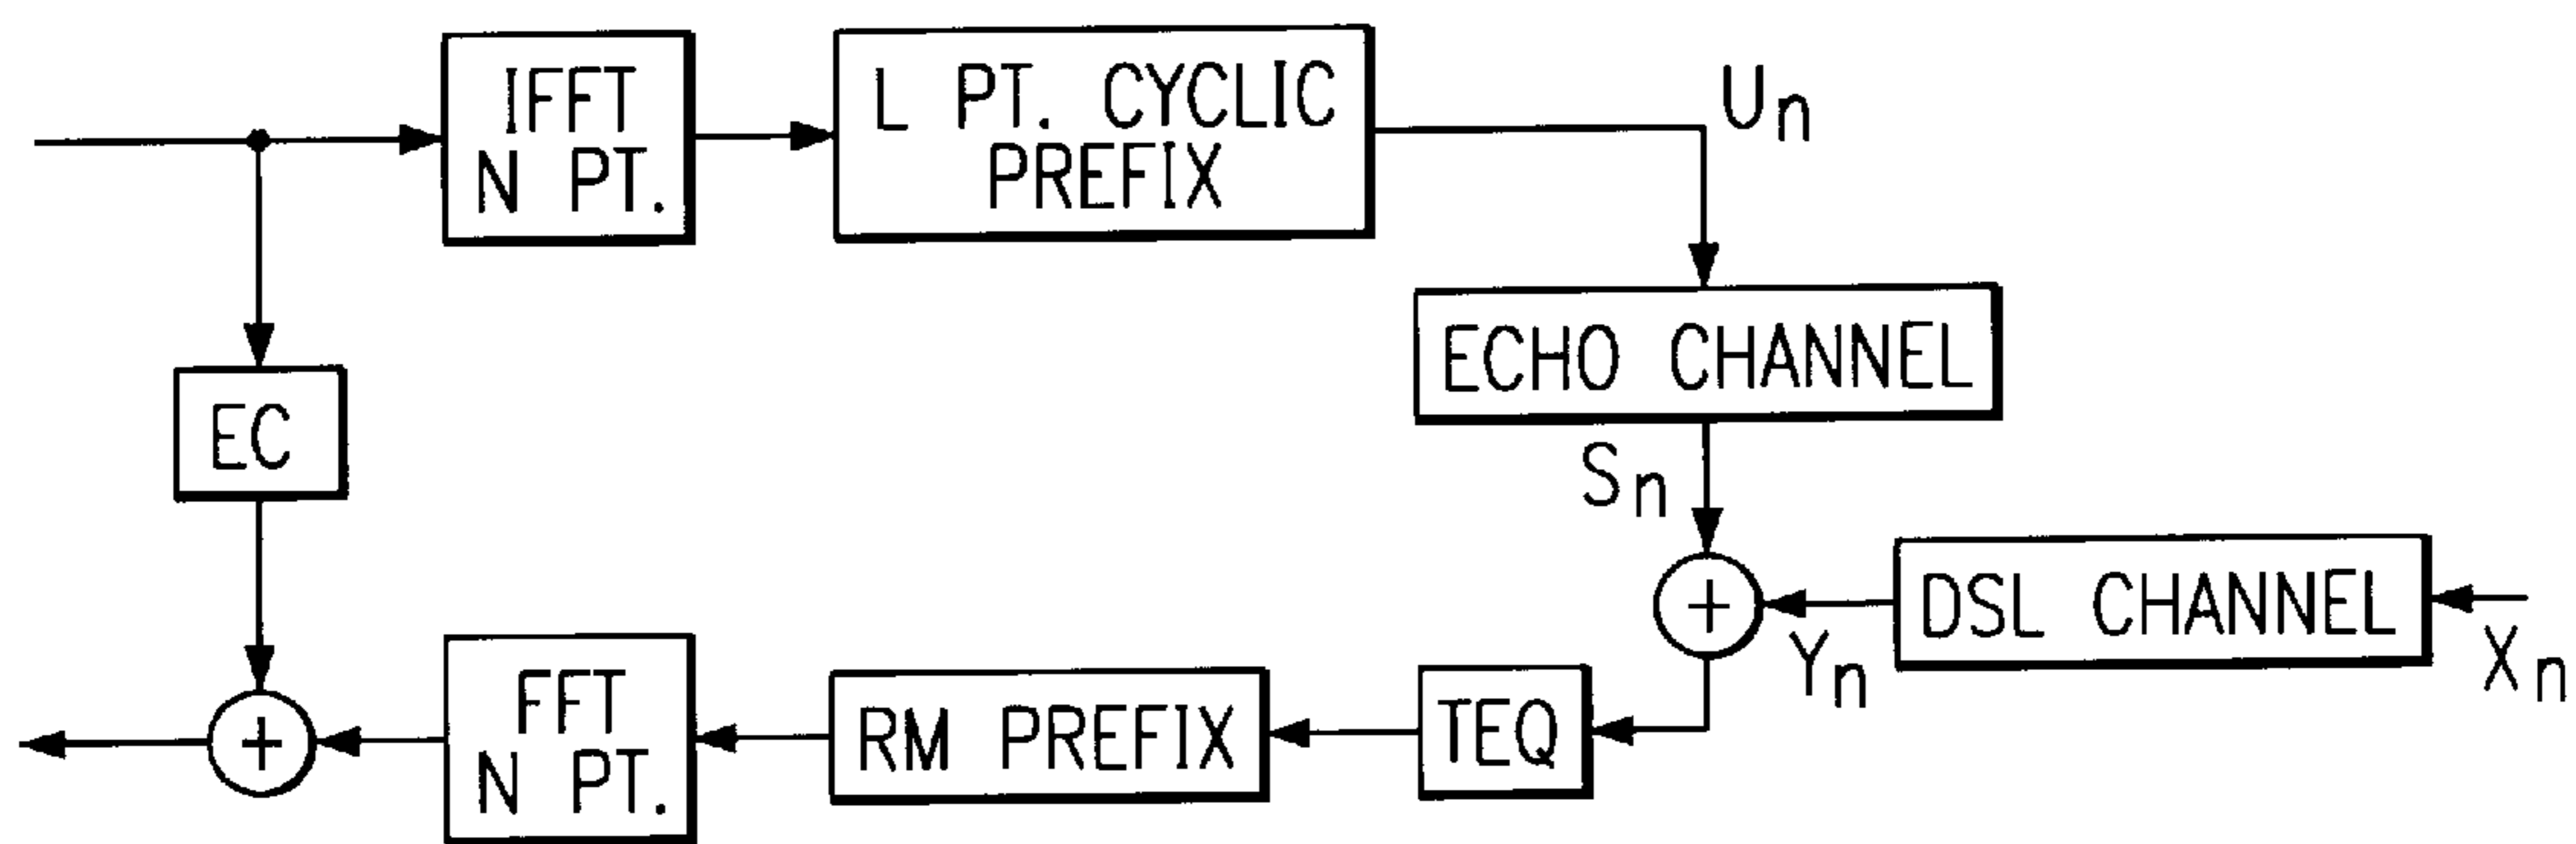 IFFT
N PT.
L PT. CYCLIC
PREFIX
Un
ECHO CHANNEL
EC
Sn
+
DSL CHANNEL
Yn
Xn
FFT
N PT.
RM PREFIX
TEQ
+